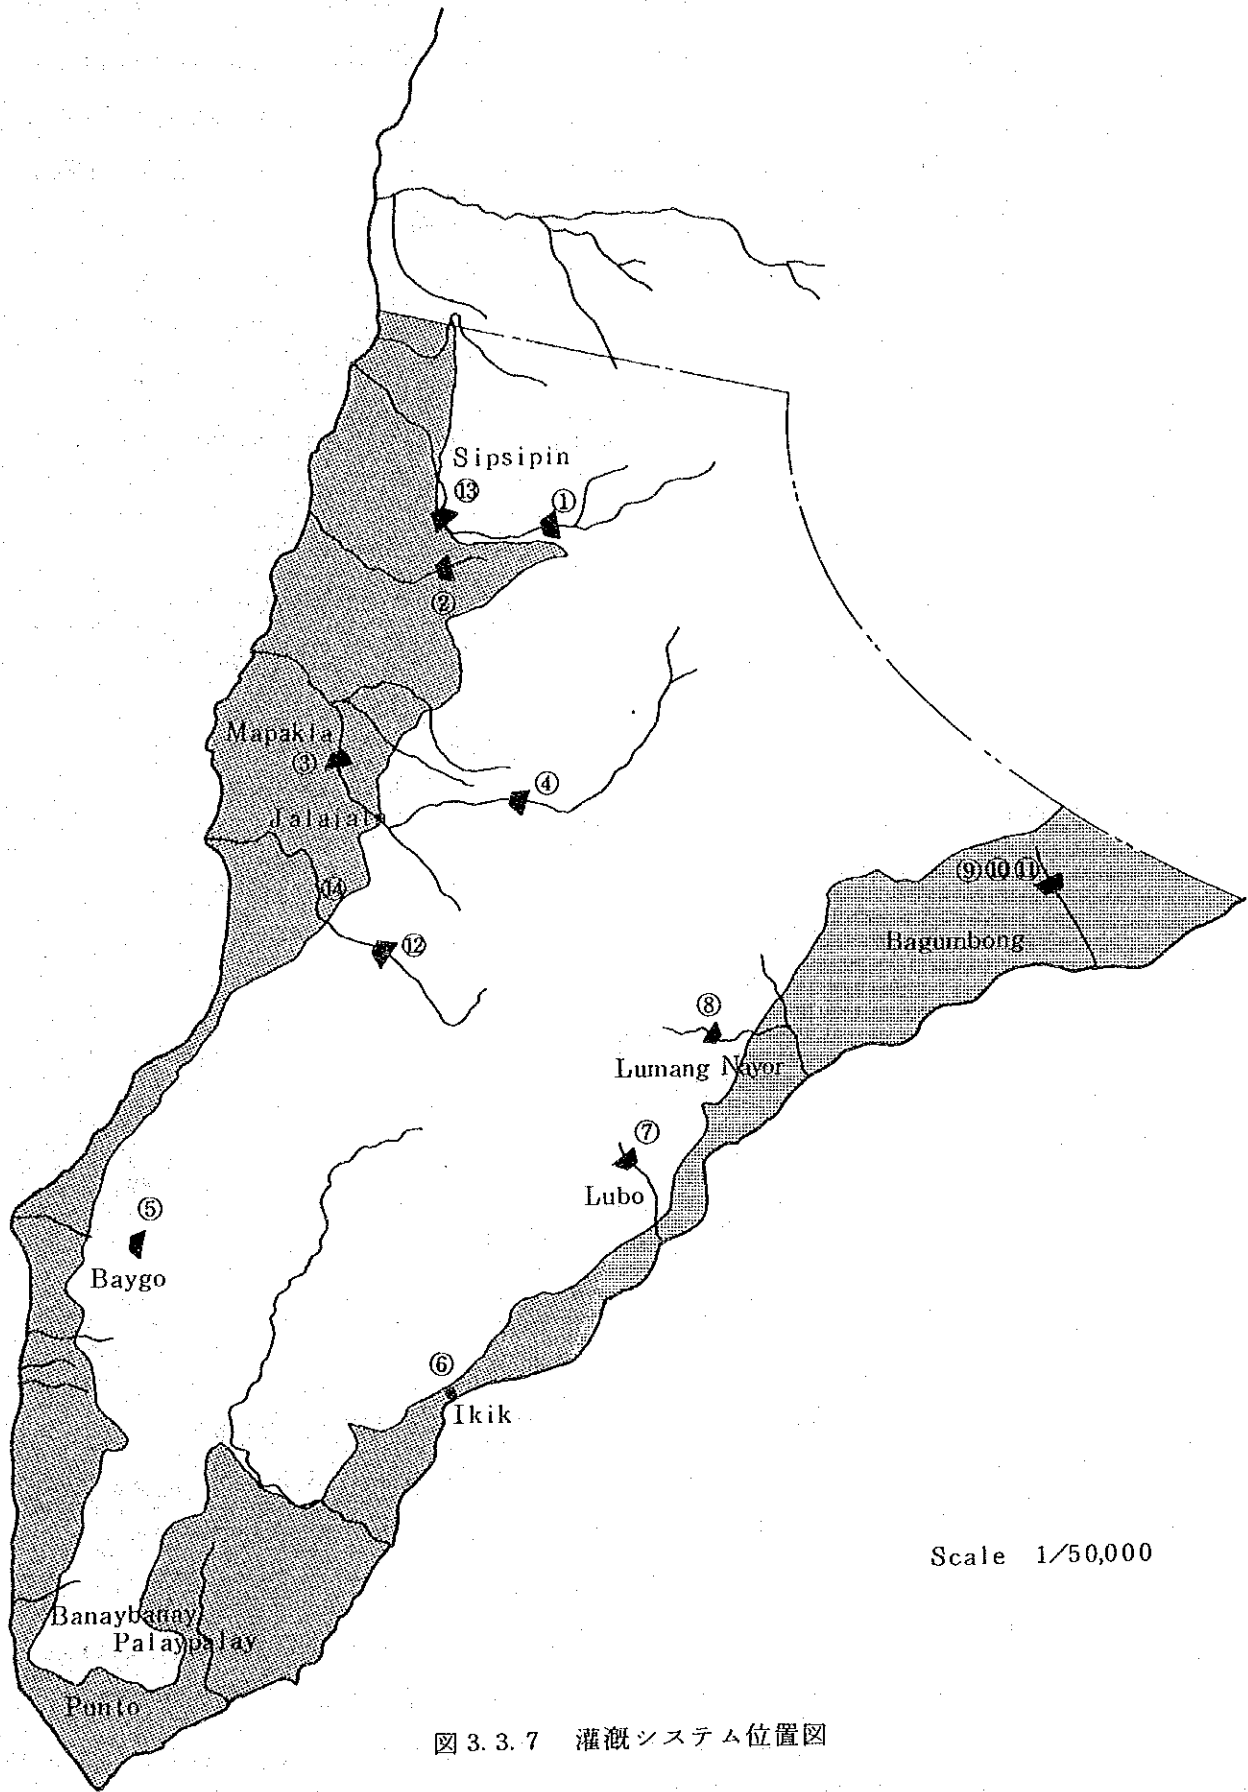 Sipsipin
⑬
①
②
Mapakla
③
④
Jalajala
⑭
⑫
⑨⑩⑪
Bagumbong
⑧
Lumang Nayor
⑦
Lubo
⑤
Baygo
⑥
Ikik
Scale 1/50,000
Banaybanay
Palaypalay
Punto
図 3.3.7 灌漑システム位置図